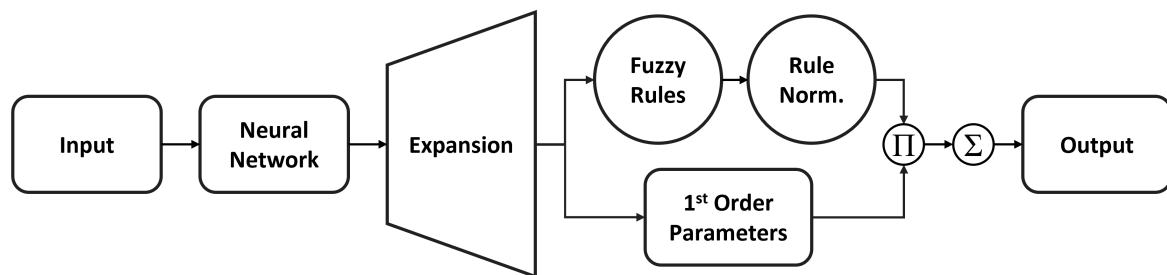 Input
Neural
Network
Expansion
Fuzzy
Rules
Rule
Norm.
1st Order
Parameters
Π
Σ
Output